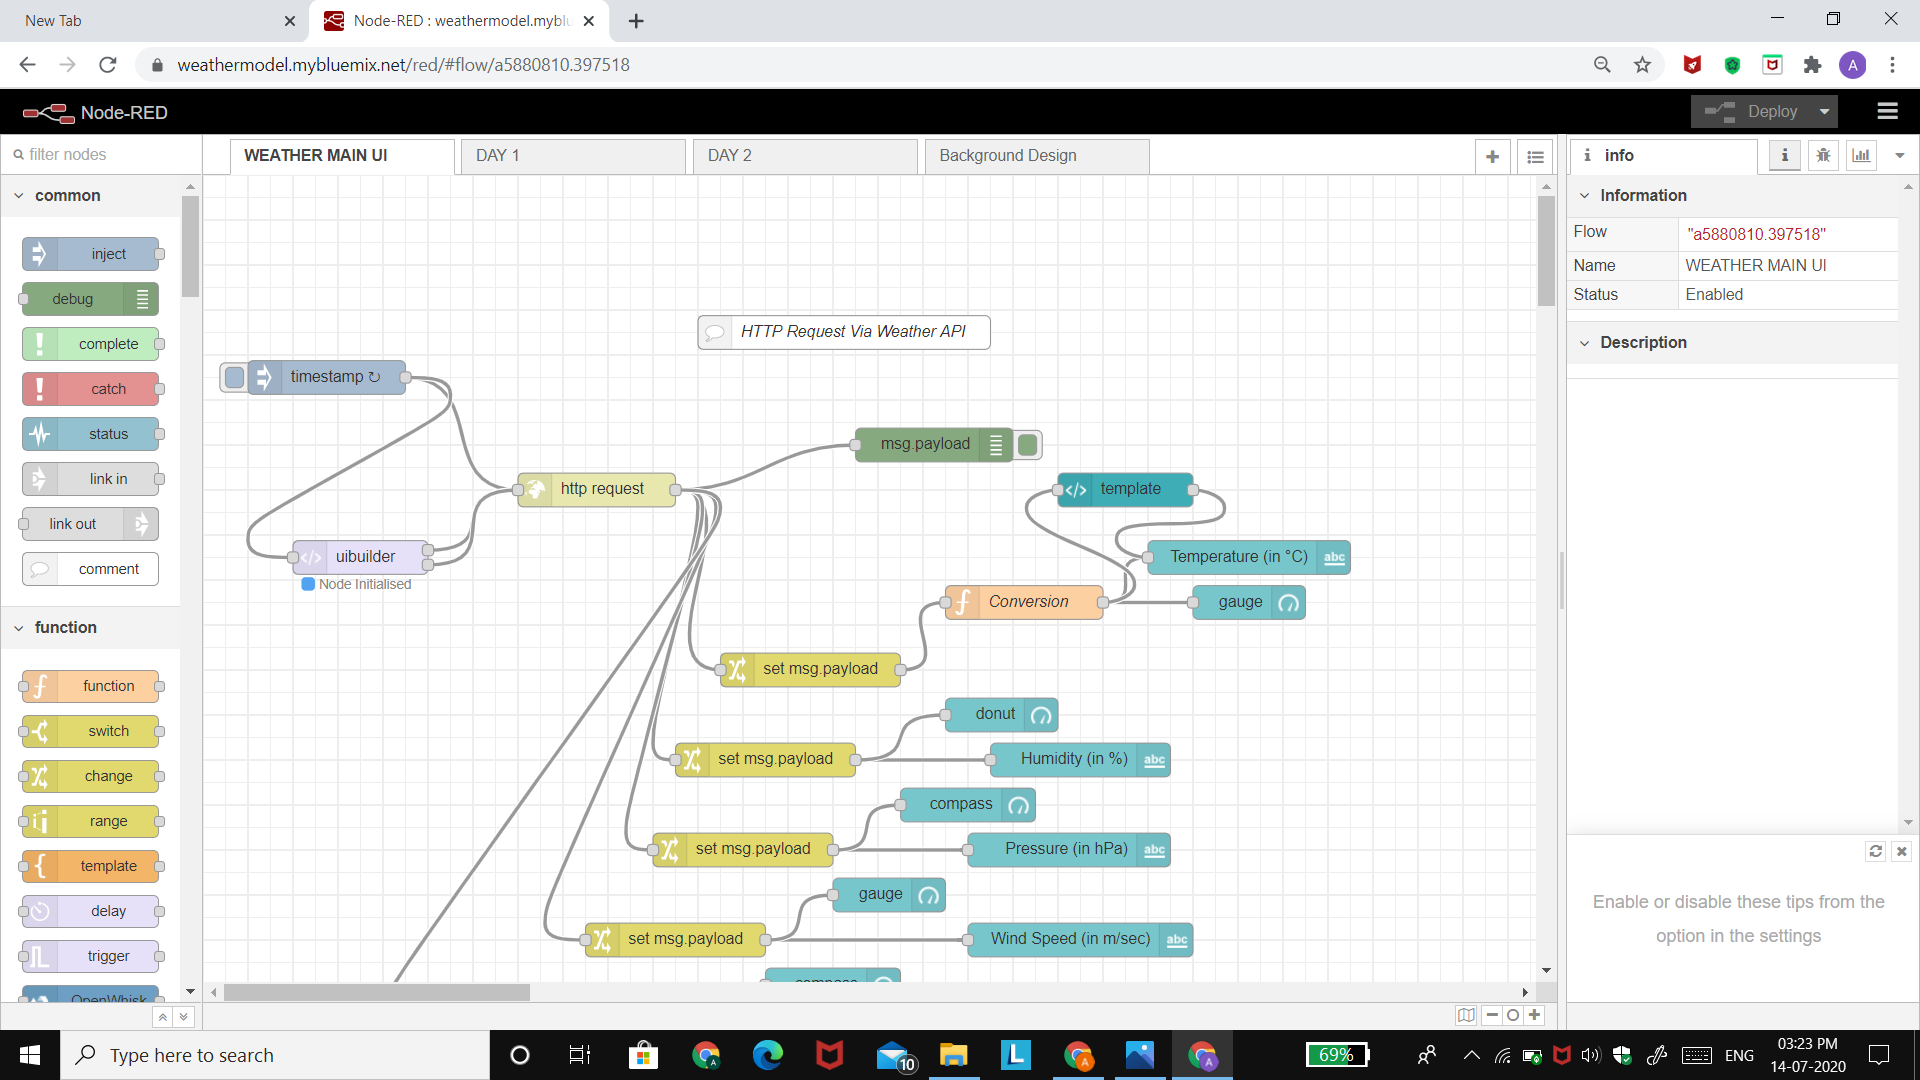 New Tab
Node-RED : weathermodel.myblu
weathermodel.mybluemix.net/red/#flow/a5880810.397518
A
Node-RED
Deploy
filter nodes
WEATHER MAIN UI
DAY 1
DAY 2
Background Design
info
common
inject
debug
complete
catch
status
link in
link out
comment
function
function
switch
change
range
template
delay
trigger
OpenWhisk
HTTP Request Via Weather API
timestamp ↻
msg.payload
http request
template
uibuilder
Node Initialised
Temperature (in °C)
abc
Conversion
gauge
set msg.payload
donut
set msg.payload
Humidity (in %)
abc
compass
set msg.payload
Pressure (in hPa)
abc
gauge
set msg.payload
Wind Speed (in m/sec)
abc
compass
Information
Flow
"a5880810.397518"
Name
WEATHER MAIN UI
Status
Enabled
Description
Enable or disable these tips from the
option in the settings
Type here to search
10
69%
ENG
03:23 PM
14-07-2020